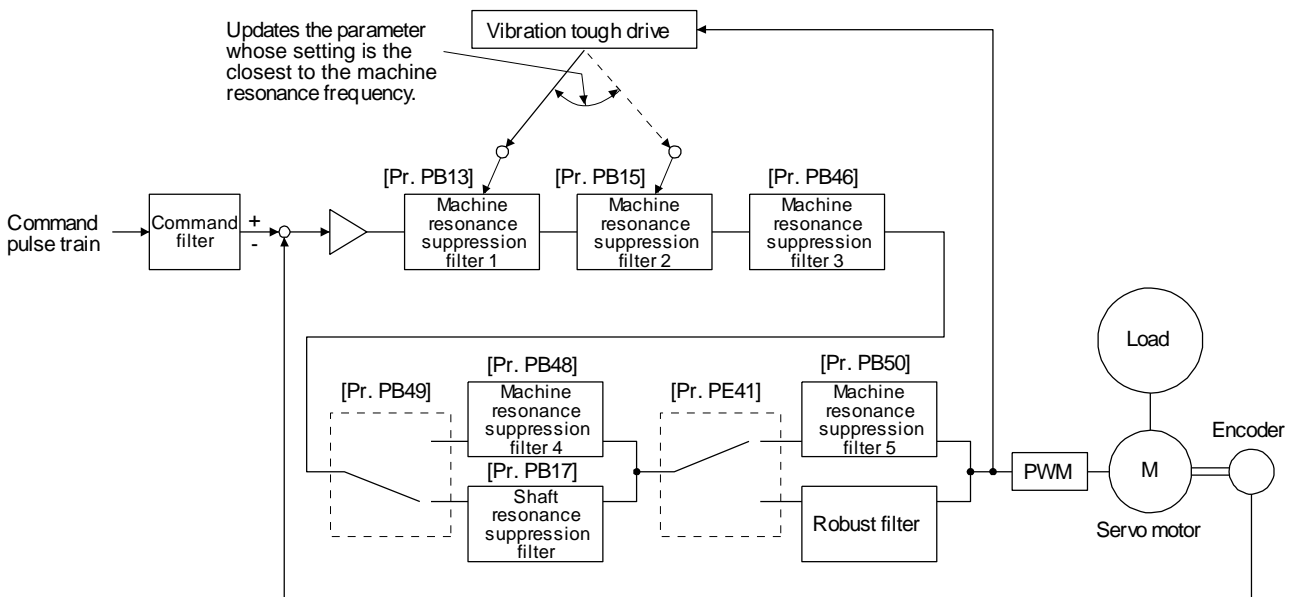 Updates the parameter
whose setting is the
closest to the machine
resonance frequency.
Vibration tough drive
[Pr. PB13]
[Pr. PB15]
[Pr. PB46]
Command
pulse train
Command
filter
+
-
Machine
resonance
suppression
filter 1
Machine
resonance
suppression
filter 2
Machine
resonance
suppression
filter 3
Load
[Pr. PB49]
[Pr. PB48]
Machine
resonance
suppression
filter 4
[Pr. PB17]
Shaft
resonance
suppression
filter
[Pr. PE41]
[Pr. PB50]
Machine
resonance
suppression
filter 5
Robust filter
PWM
M
Servo motor
Encoder